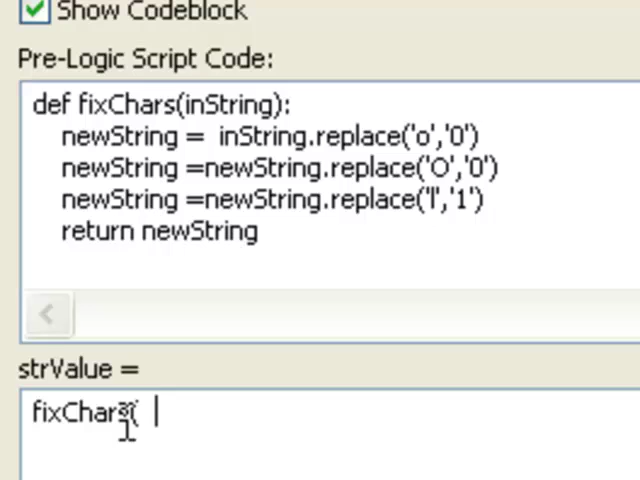 Show Codeblock
Pre-Logic Script Code:
def fixChars(inString):
newString =  inString.replace('o','0')
newString =newString.replace('O','0')
newString =newString.replace('l','1')
return newString
strValue =
fixChars(